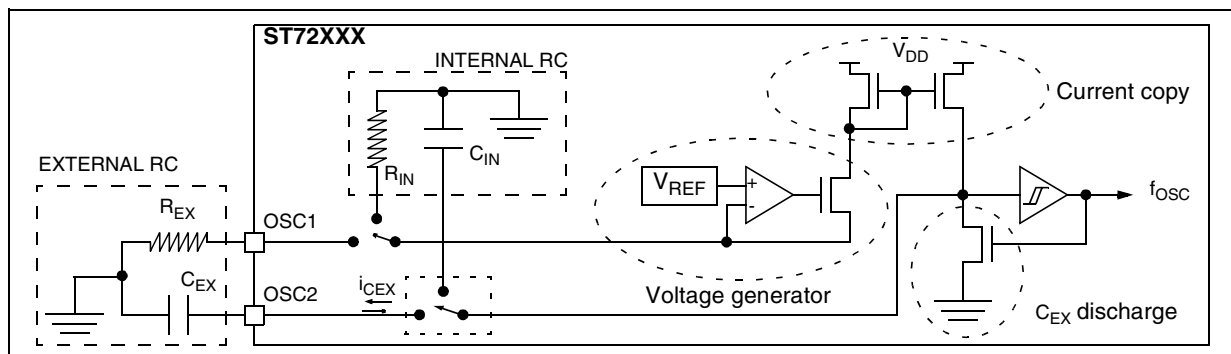 ST72XXX
INTERNAL RC
V_DD
Current copy
R_IN
C_IN
EXTERNAL RC
V_REF
+
-
f_OSC
R_EX
OSC1
C_EX
OSC2
i_CEX
Voltage generator
C_EX discharge